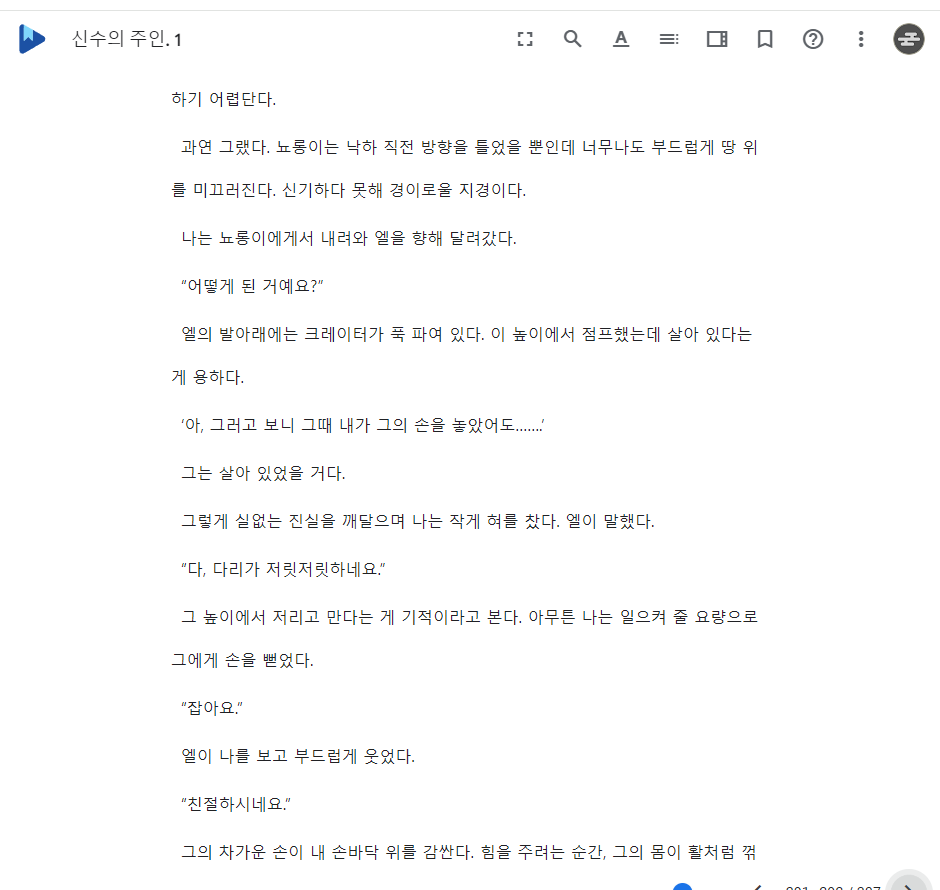 신수의 주인. 1
하기 어렵단다.
과연 그랬다. 뇨롱이는 낙하 직전 방향을 틀었을 뿐인데 너무나도 부드럽게 땅 위
를 미끄러진다. 신기하다 못해 경이로울 지경이다.
나는 뇨롱이에게서 내려와 엘을 향해 달려갔다.
“어떻게 된 거예요?”
엘의 발아래에는 크레이터가 푹 파여 있다. 이 높이에서 점프했는데 살아 있다는
게 용하다.
‘아, 그러고 보니 그때 내가 그의 손을 놓았어도…….’
그는 살아 있었을 거다.
그렇게 실없는 진실을 깨달으며 나는 작게 혀를 찼다. 엘이 말했다.
“다, 다리가 저릿저릿하네요.”
그 높이에서 저리고 만다는 게 기적이라고 본다. 아무튼 나는 일으켜 줄 요량으로
그에게 손을 뻗었다.
“잡아요.”
엘이 나를 보고 부드럽게 웃었다.
“친절하시네요.”
그의 차가운 손이 내 손바닥 위를 감싼다. 힘을 주려는 순간, 그의 몸이 활처럼 꺾